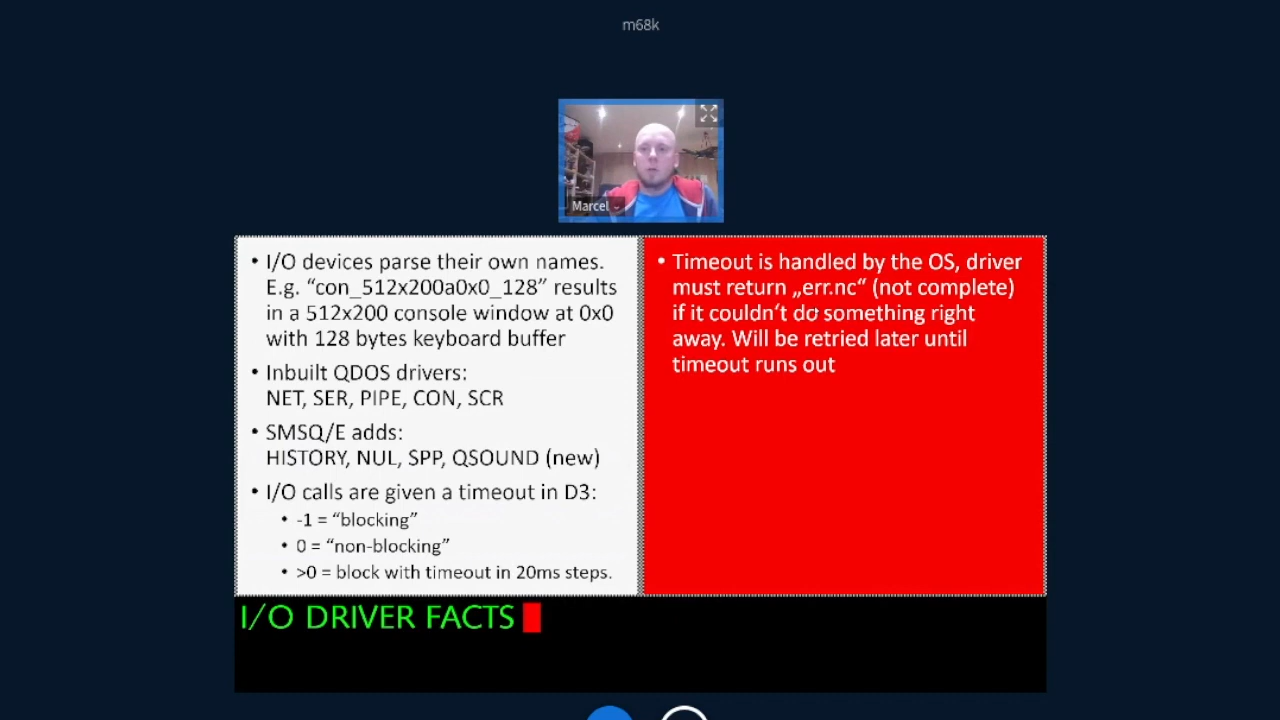 m68k
Marcel
• I/O devices parse their own names.
E.g. “con_512x200a0x0_128” results
in a 512x200 console window at 0x0
with 128 bytes keyboard buffer
• Inbuilt QDOS drivers:
NET, SER, PIPE, CON, SCR
• SMSQ/E adds:
HISTORY, NUL, SPP, QSOUND (new)
• I/O calls are given a timeout in D3:
• -1 = “blocking”
• 0 = “non-blocking”
• >0 = block with timeout in 20ms steps.
• Timeout is handled by the OS, driver
must return „err.nc“ (not complete)
if it couldn‘t do something right
away. Will be retried later until
timeout runs out
I/O DRIVER FACTS